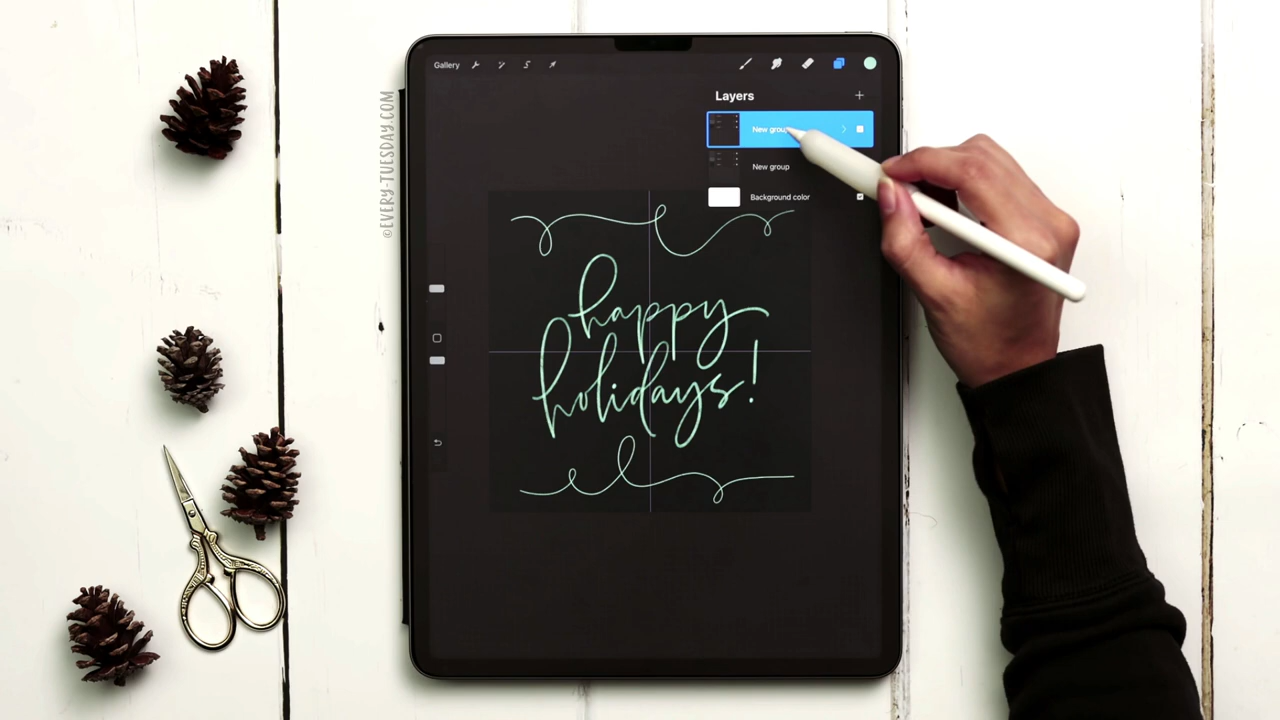 ©EVERY-TUESDAY.COM
Gallery
Layers
New group
New group
Background color
happy
holidays!